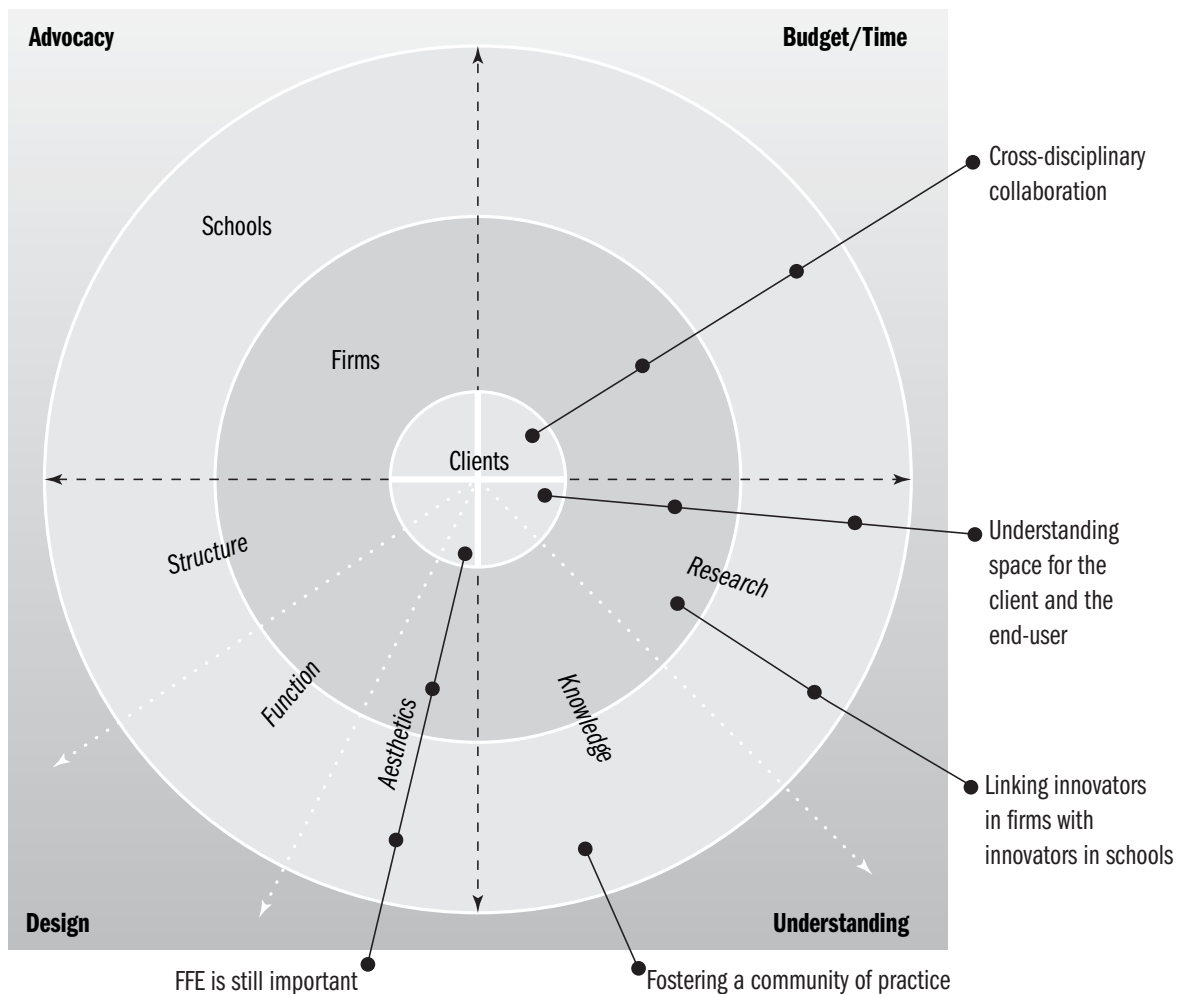 Advocacy
Budget/Time
Cross-disciplinary
collaboration
Schools
Firms
Clients
Structure
Function
Aesthetics
Knowledge
Research
Understanding
space for the
client and the
end-user
Linking innovators
in firms with
innovators in schools
Design
Understanding
FFE is still important
Fostering a community of practice